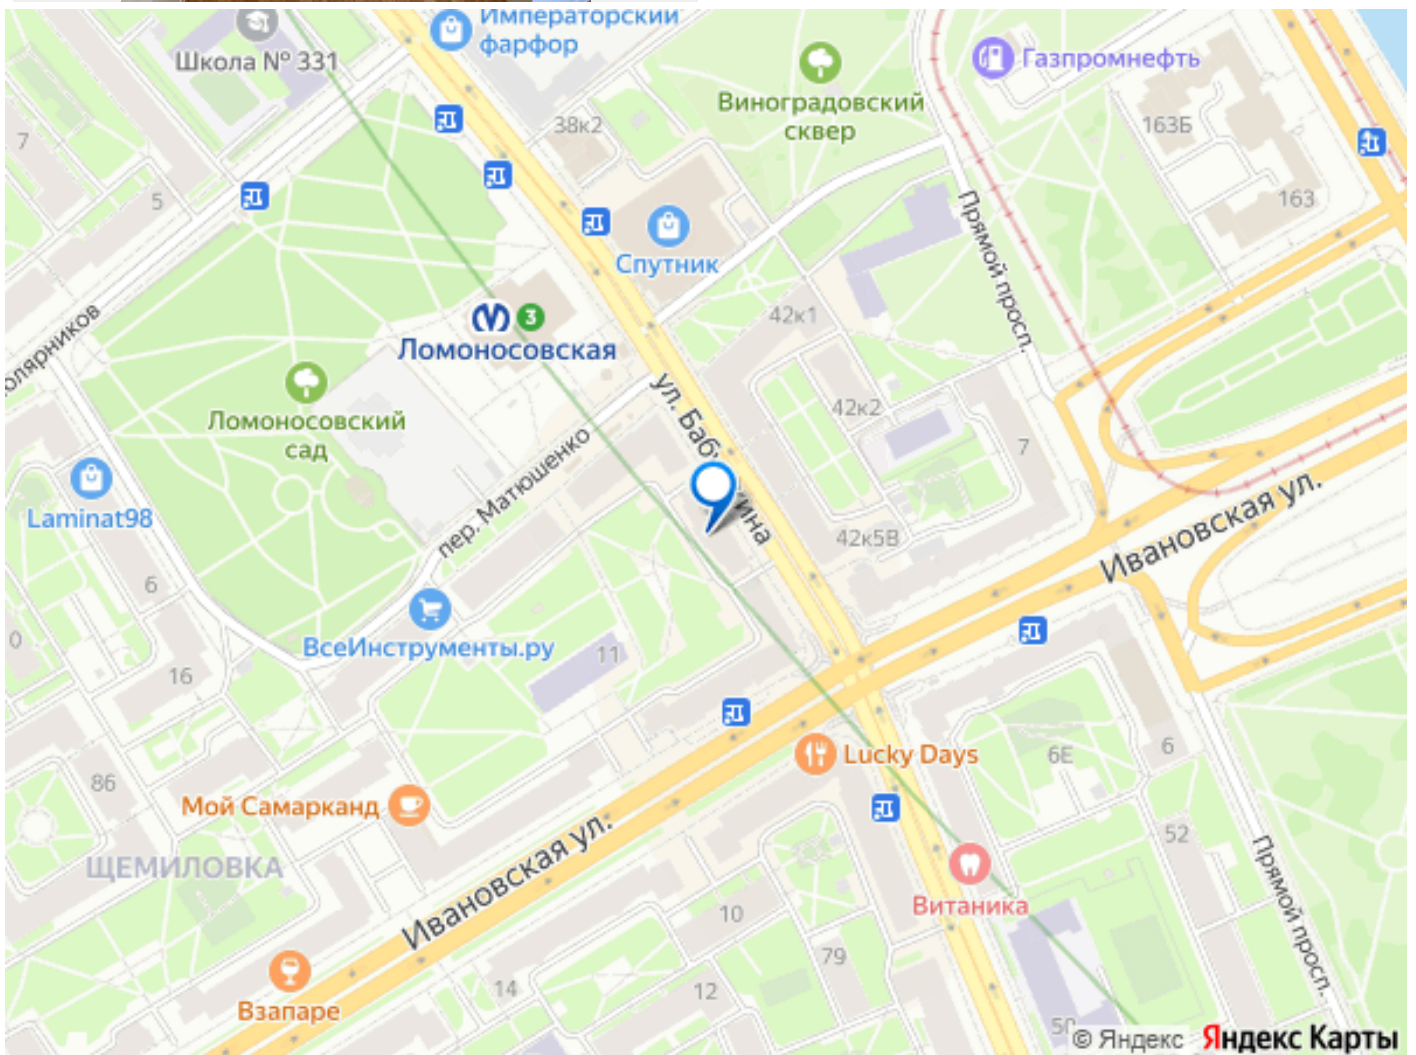 Императорский
фарфор
Школа № 331
Газпромнефть
Виноградовский
сквер
38к2
163Б
7
5
163
Спутник
Прямой просп.
42к1
3
Ломоносовская
ул. Баб
ина
42к2
Ломоносовский
сад
7
пер. Матюшенко
Laminat98
42к5В
Ивановская ул.
6
0
ВсеИнструменты.ру
11
16
Lucky Days
6Е
6
86
Мой Самарканд
52
ЩЕМИЛОВКА
Ивановская ул.
Витаника
Прямой просп.
10
79
Взапаре
14
12
50
© Яндекс Яндекс Карты